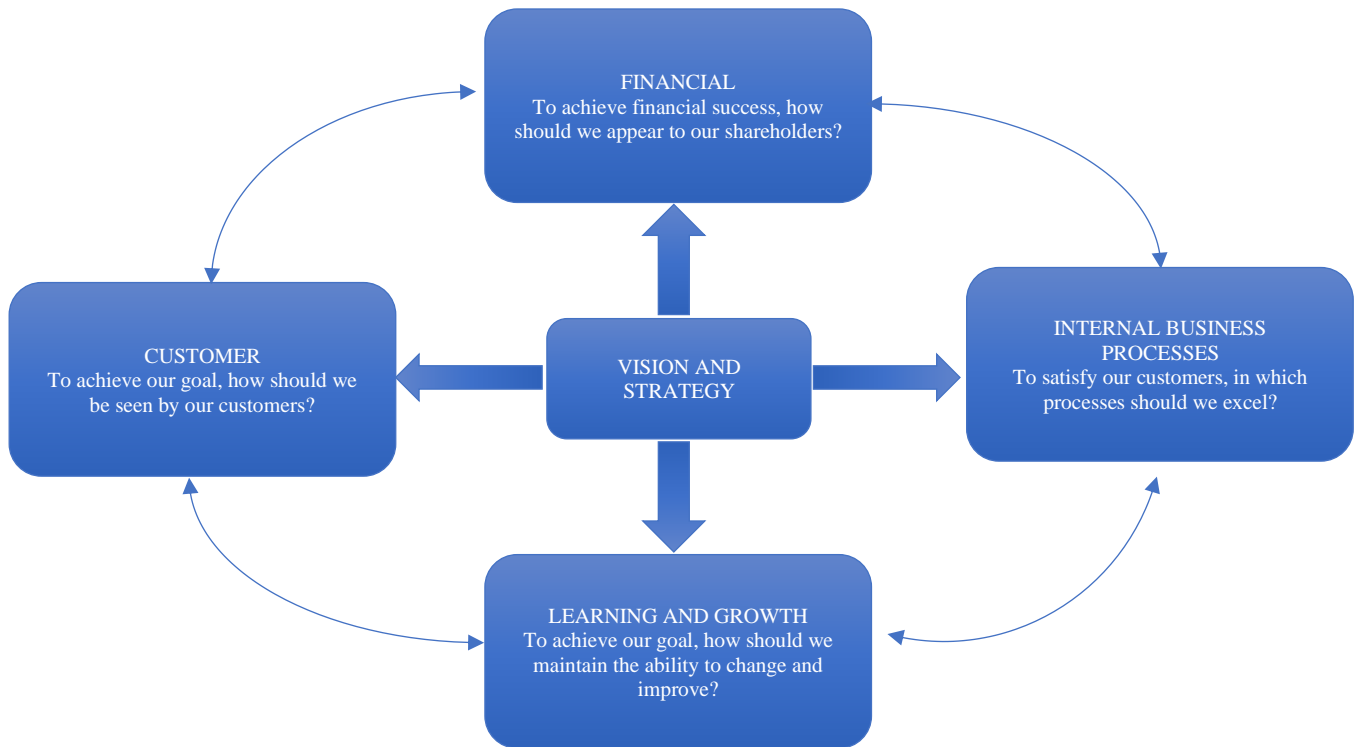 FINANCIAL
To achieve financial success, how
should we appear to our shareholders?
CUSTOMER
To achieve our goal, how should we
be seen by our customers?
VISION AND
STRATEGY
INTERNAL BUSINESS
PROCESSES
To satisfy our customers, in which
processes should we excel?
LEARNING AND GROWTH
To achieve our goal, how should we
maintain the ability to change and
improve?